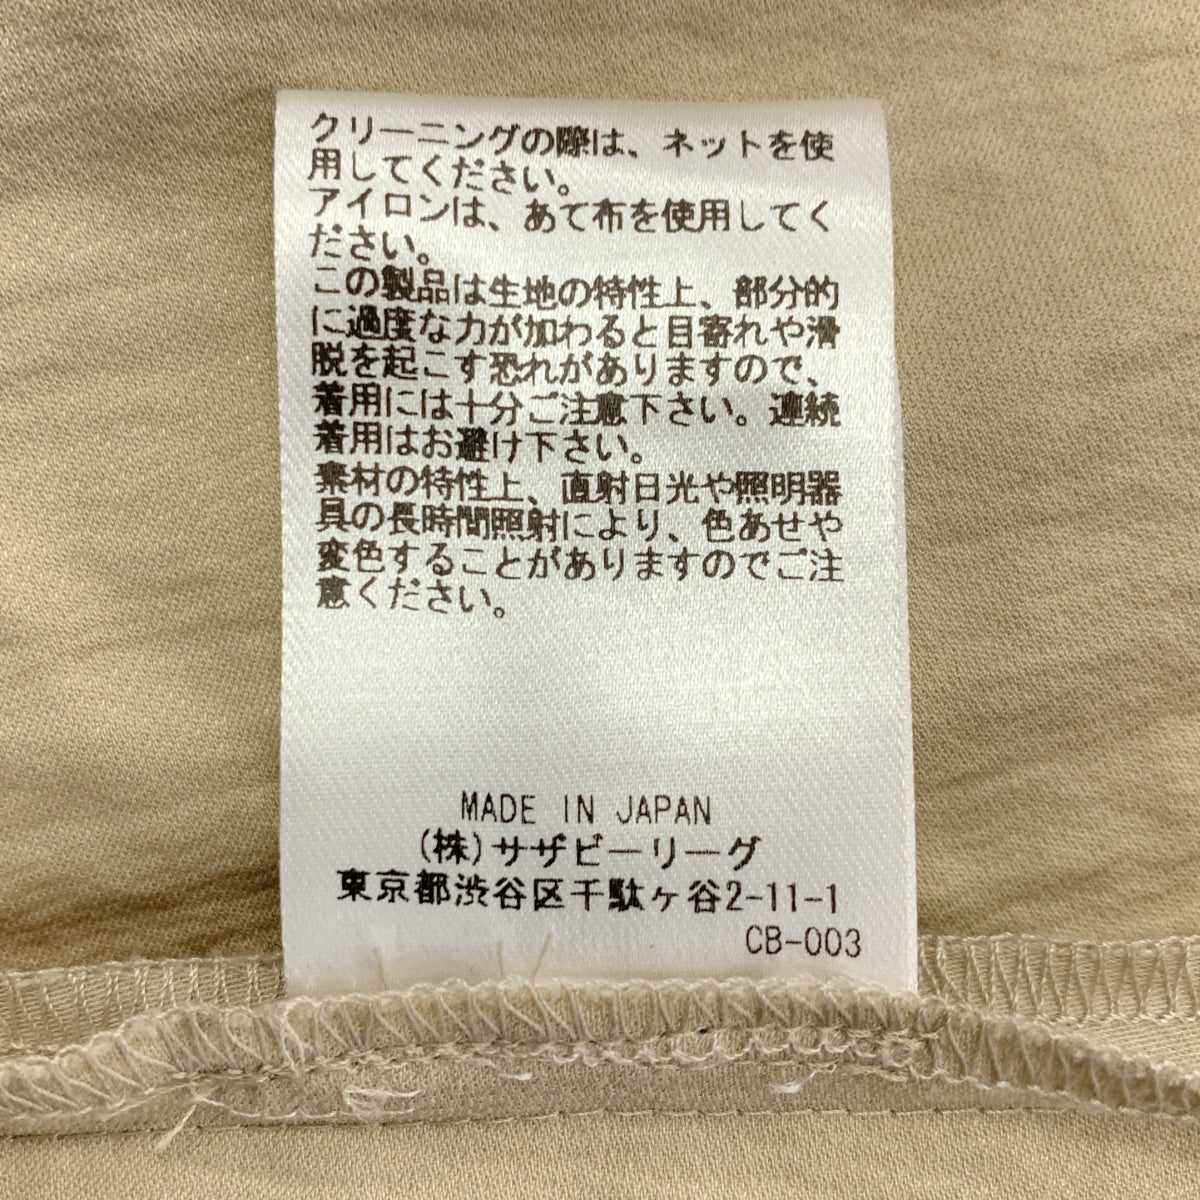 クリーニングの際は、ネットを使
用してください。
アイロンは、あて布を使用してく
ださい。
この製品は生地の特性上、部分的
に過度な力が加わると目寄れや滑
脱を起こす恐れがありますので、
着用には十分ご注意下さい。連続
着用はお避け下さい。
素材の特性上、直射日光や照明器
具の長時間照射により、色あせや
変色することがありますのでご注
意ください。
MADE IN JAPAN
(株)サザビーリーグ
東京都渋谷区千駄ヶ谷2-11-1
CB-003